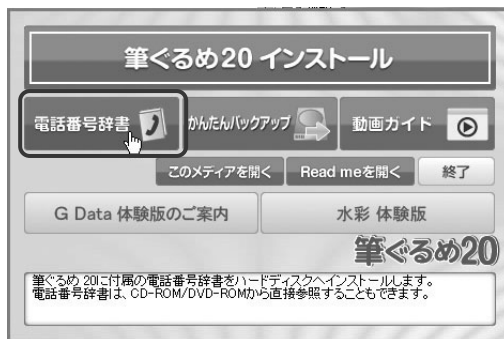 筆ぐるめ20 インストール
電話番号辞書
かんたんバックアップ
動画ガイド
このメディアを開く
Read meを開く
終了
G Data 体験版のご案内
水彩 体験版
筆ぐるめ20
筆ぐるめ 20に付属の電話番号辞書をハードディスクへインストールします。
電話番号辞書は、CD-ROM/DVD-ROMから直接参照することもできます。